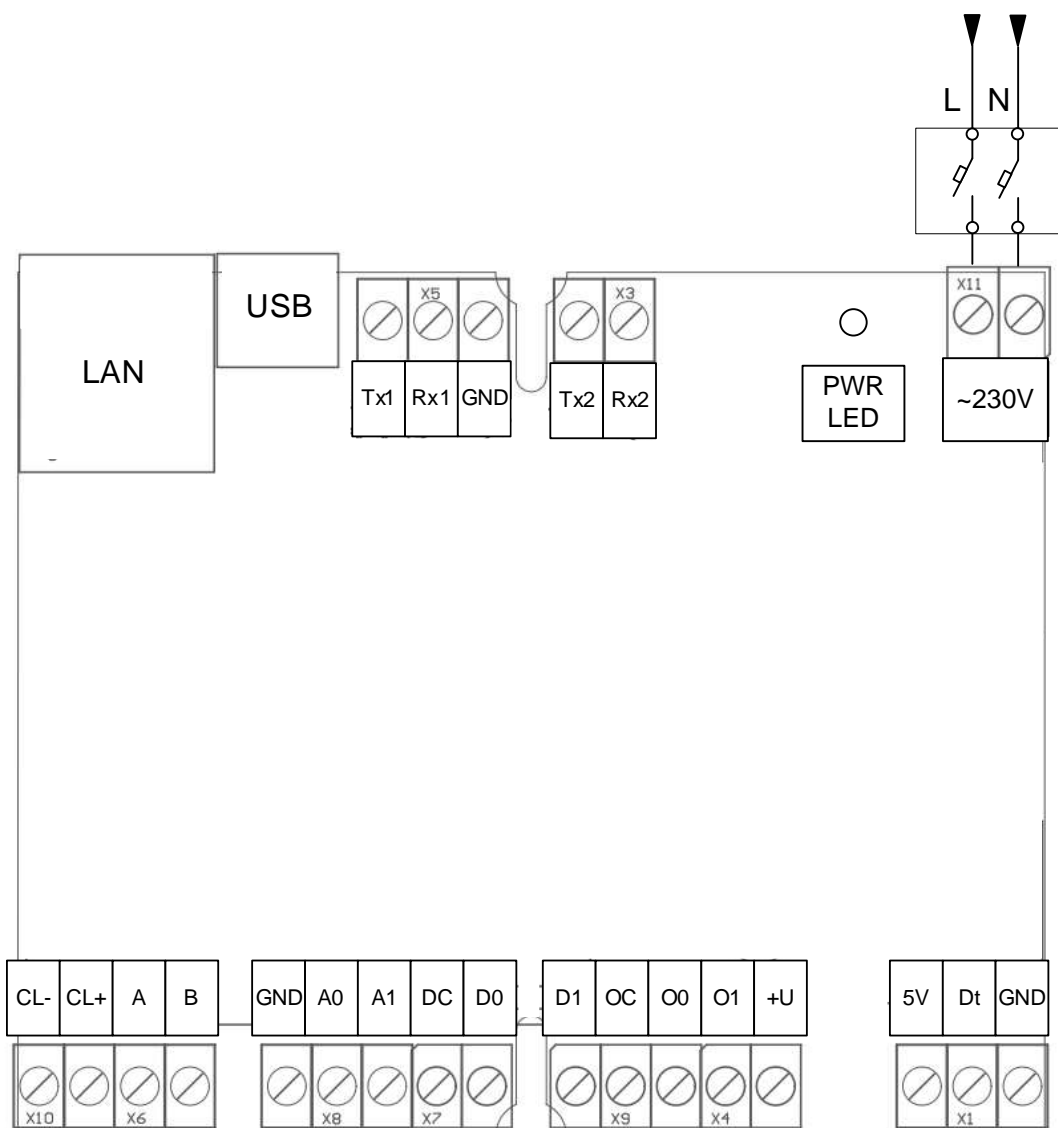 L N
X11
USB
X5
X3
LAN
Tx1 Rx1 GND
Tx2 Rx2
PWR
LED
~230V
CL- CL+ A B
GND A0 A1 DC D0
D1 OC O0 O1 +U
5V Dt GND
X10 X6 X8 X7 X9 X4 X1